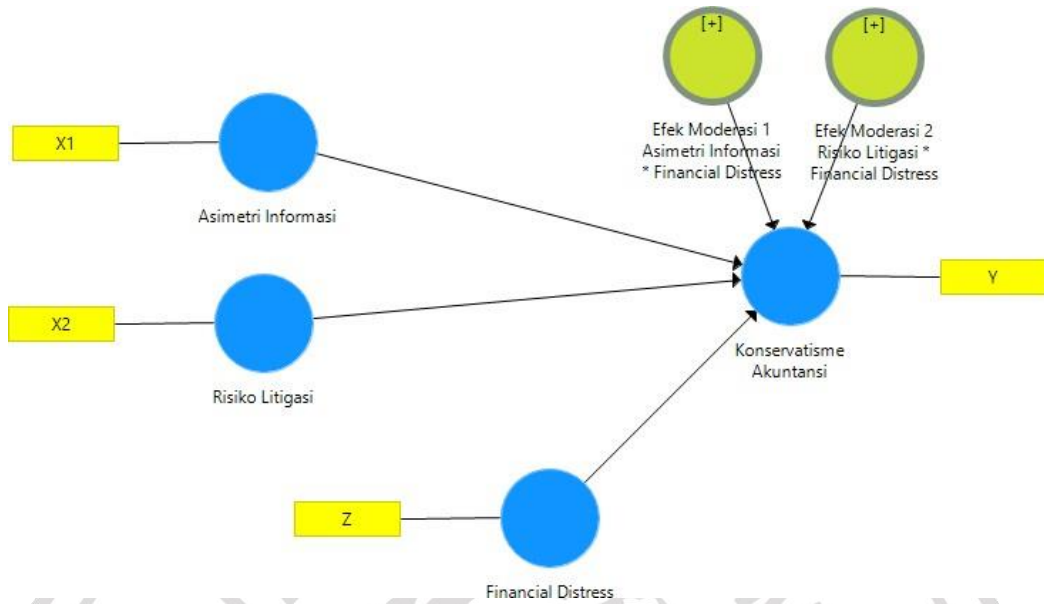 [+]
[+]
X1
Asimetri Informasi
Efek Moderasi 1
Asimetri Informasi
* Financial Distress
Efek Moderasi 2
Risiko Litigasi *
Financial Distress
X2
Risiko Litigasi
Y
Konservatisme
Akuntansi
Z
Financial Distress